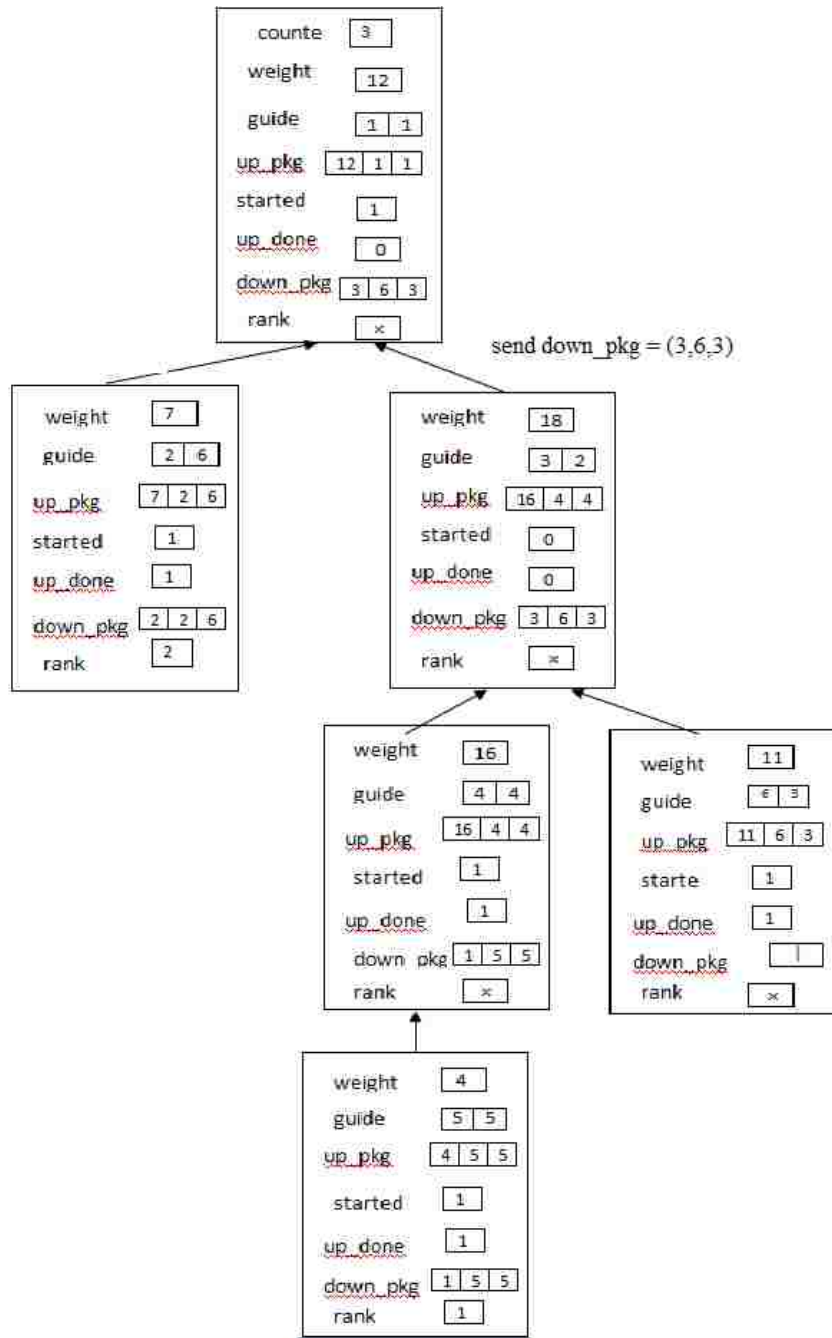 counte 3
weight 12
guide 1 1
up_pkg 12 1 1
started 1
up_done 0
down_pkg 3 6 3
rank ×
send down_pkg = (3,6,3)
weight 7
guide 2 6
up_pkg 7 2 6
started 1
up_done 1
down_pkg 2 2 6
rank 2
weight 18
guide 3 2
up_pkg 16 4 4
started 0
up_done 0
down_pkg 3 6 3
rank ×
weight 16
guide 4 4
up_pkg 16 4 4
started 1
up_done 1
down_pkg 1 5 5
rank ×
weight 11
guide 6 3
up_pkg 11 6 3
starte 1
up_done 1
down_pkg
rank ×
weight 4
guide 5 5
up_pkg 4 5 5
started 1
up_done 1
down_pkg 1 5 5
rank 1